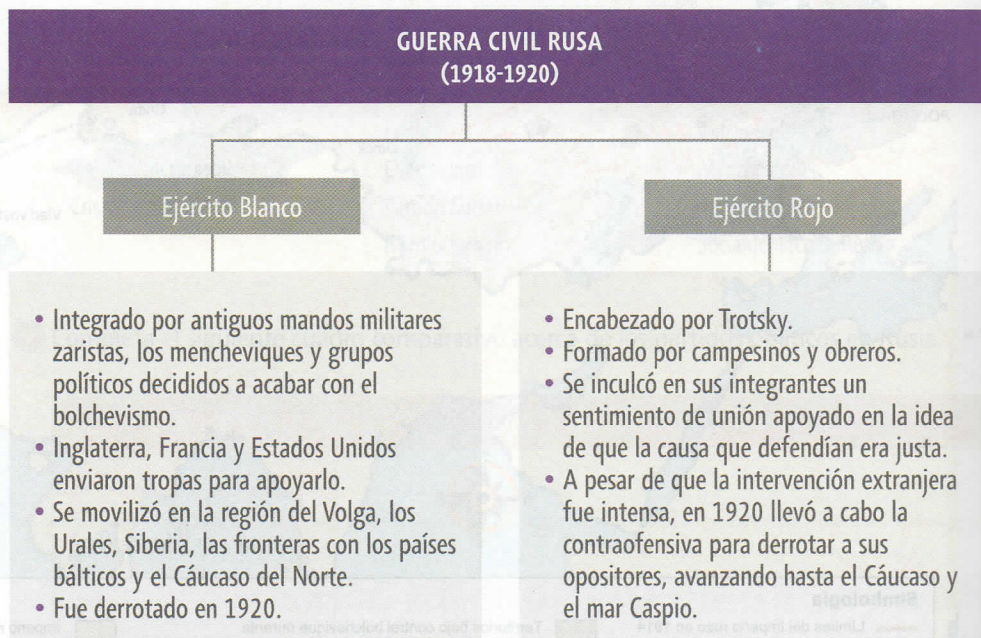 GUERRA CIVIL RUSA
(1918-1920)
Ejército Blanco
• Integrado por antiguos mandos militares
zaristas, los mencheviques y grupos
políticos decididos a acabar con el
bolchevismo.
• Inglaterra, Francia y Estados Unidos
enviaron tropas para apoyarlo.
• Se movilizó en la región del Volga, los
Urales, Siberia, las fronteras con los países
bálticos y el Cáucaso del Norte.
• Fue derrotado en 1920.
Ejército Rojo
• Encabezado por Trotsky.
• Formado por campesinos y obreros.
• Se inculcó en sus integrantes un
sentimiento de unión apoyado en la idea
de que la causa que defendían era justa.
• A pesar de que la intervención extranjera
fue intensa, en 1920 llevó a cabo la
contraofensiva para derrotar a sus
opositores, avanzando hasta el Cáucaso y
el mar Caspio.